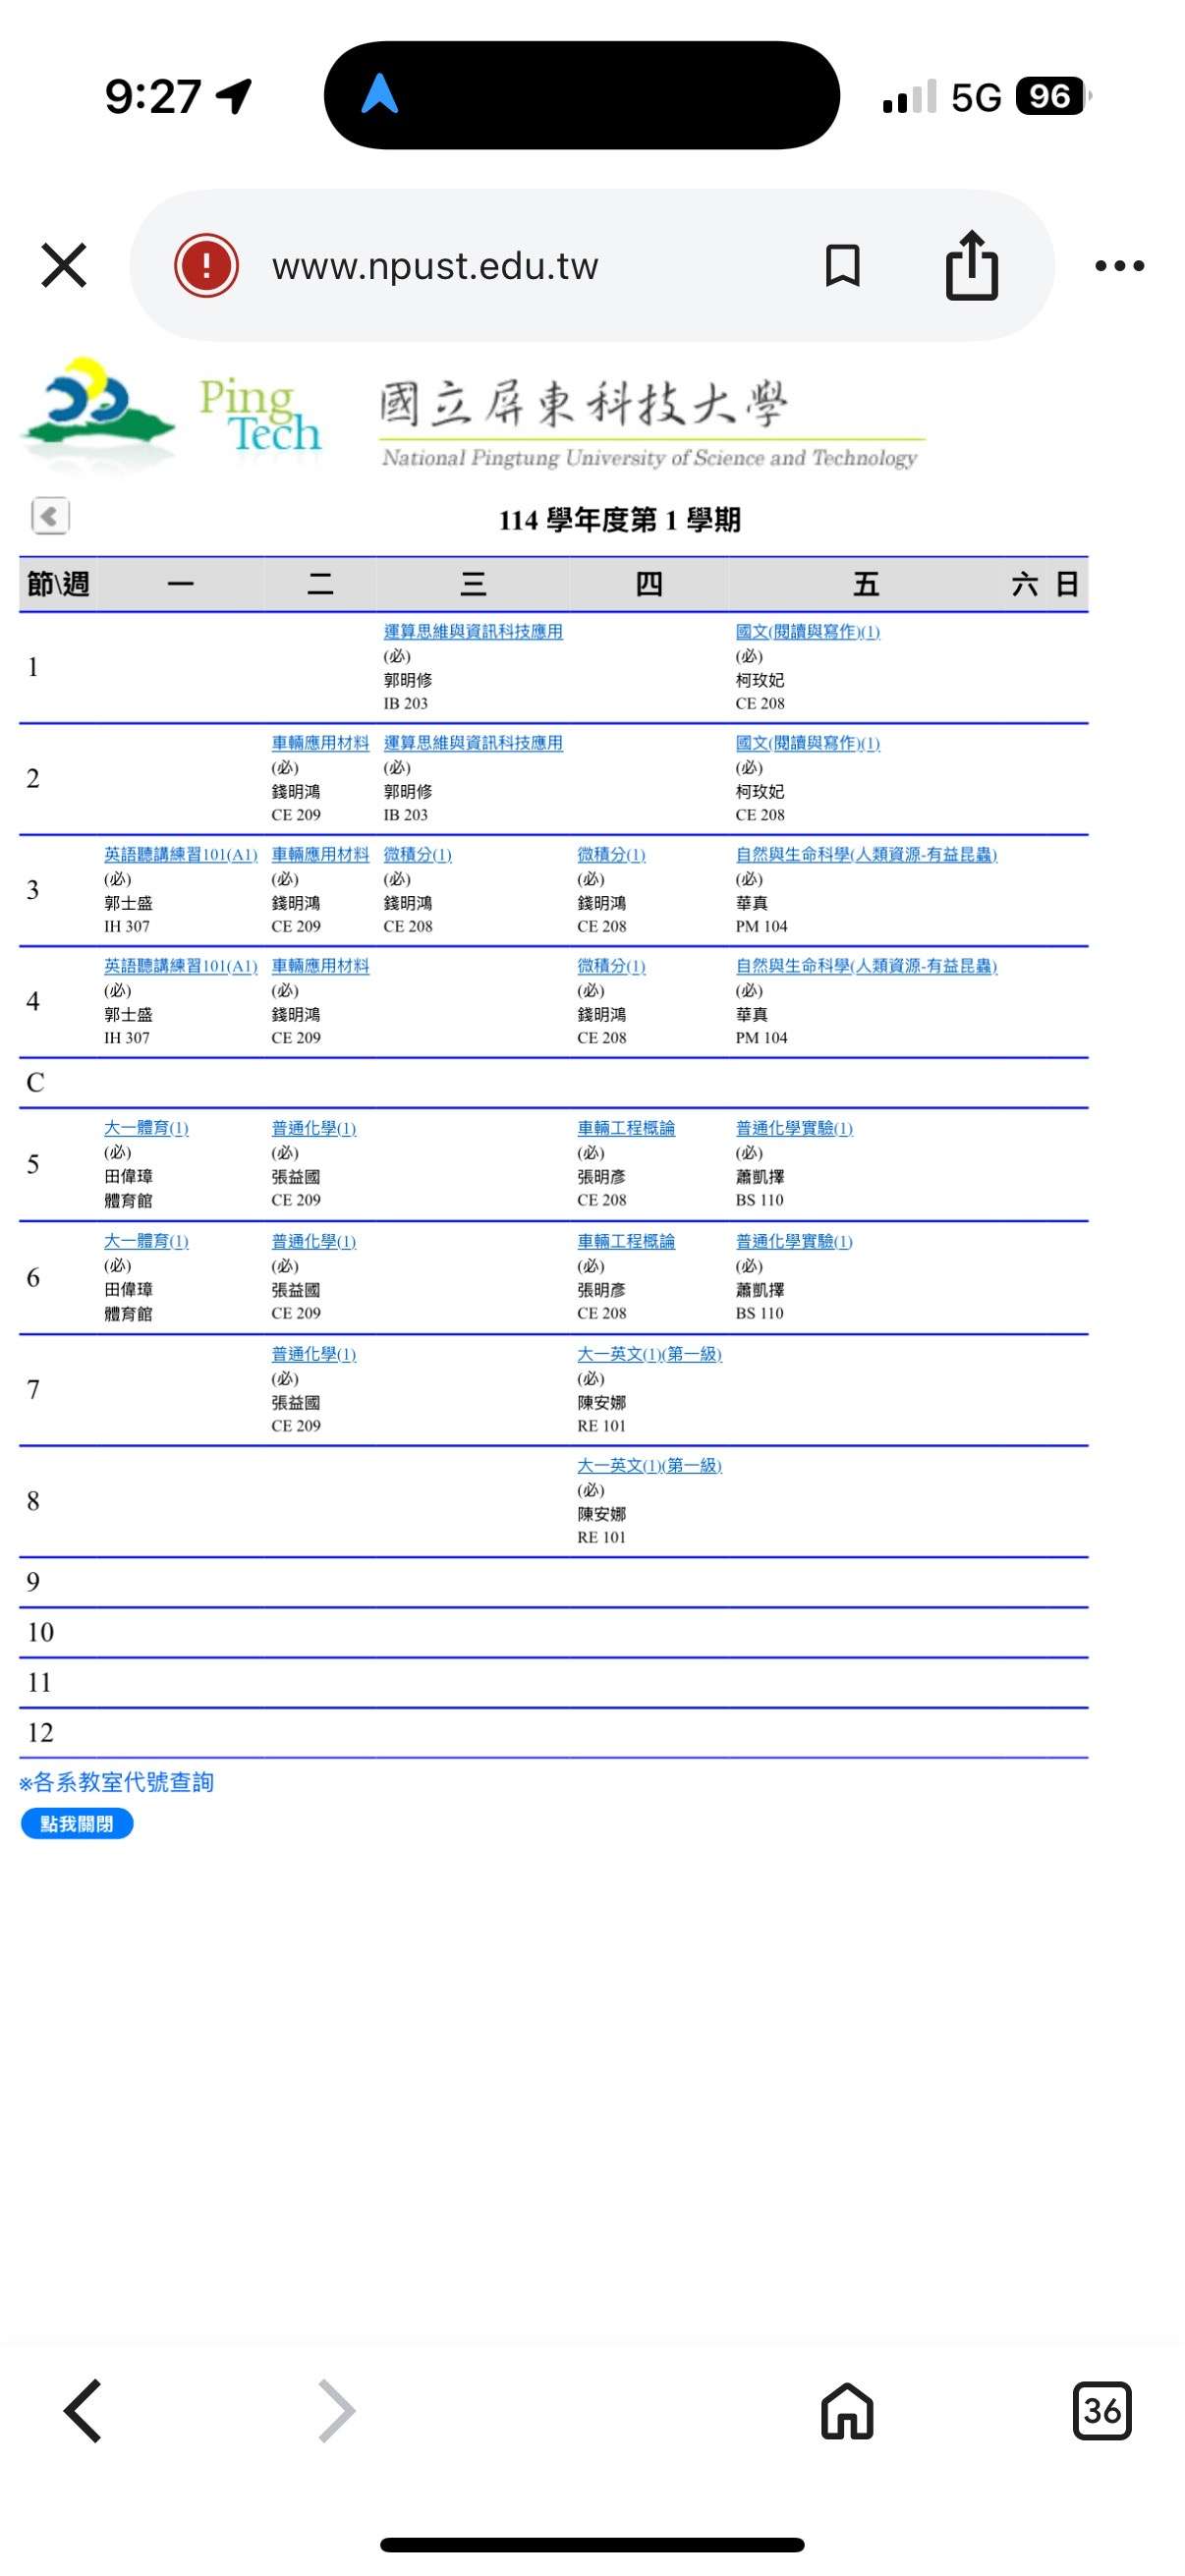 9:27
5G 96
www.npust.edu.tw
Ping
Tech
國立屏東科技大學
National Pingtung University of Science and Technology
114 學年度第 1 學期
節\週 一 二 三 四 五 六 日
1
運算思維與資訊科技應用
(必)
郭明修
IB 203
國文(閱讀與寫作)(1)
(必)
柯玫妃
CE 208
2
車輛應用材料
(必)
錢明鴻
CE 209
運算思維與資訊科技應用
(必)
郭明修
IB 203
國文(閱讀與寫作)(1)
(必)
柯玫妃
CE 208
3
英語聽講練習101(A1)
(必)
郭士盛
IH 307
車輛應用材料
(必)
錢明鴻
CE 209
微積分(1)
(必)
錢明鴻
CE 208
微積分(1)
(必)
錢明鴻
CE 208
自然與生命科學(人類資源-有益昆蟲)
(必)
華真
PM 104
4
英語聽講練習101(A1)
(必)
郭士盛
IH 307
車輛應用材料
(必)
錢明鴻
CE 209
微積分(1)
(必)
錢明鴻
CE 208
自然與生命科學(人類資源-有益昆蟲)
(必)
華真
PM 104
C
5
大一體育(1)
(必)
田偉璋
體育館
普通化學(1)
(必)
張益國
CE 209
車輛工程概論
(必)
張明彥
CE 208
普通化學實驗(1)
(必)
蕭凱擇
BS 110
6
大一體育(1)
(必)
田偉璋
體育館
普通化學(1)
(必)
張益國
CE 209
車輛工程概論
(必)
張明彥
CE 208
普通化學實驗(1)
(必)
蕭凱擇
BS 110
7
普通化學(1)
(必)
張益國
CE 209
大一英文(1)(第一級)
(必)
陳安娜
RE 101
8
大一英文(1)(第一級)
(必)
陳安娜
RE 101
9
10
11
12
※各系教室代號查詢
點我關閉
36